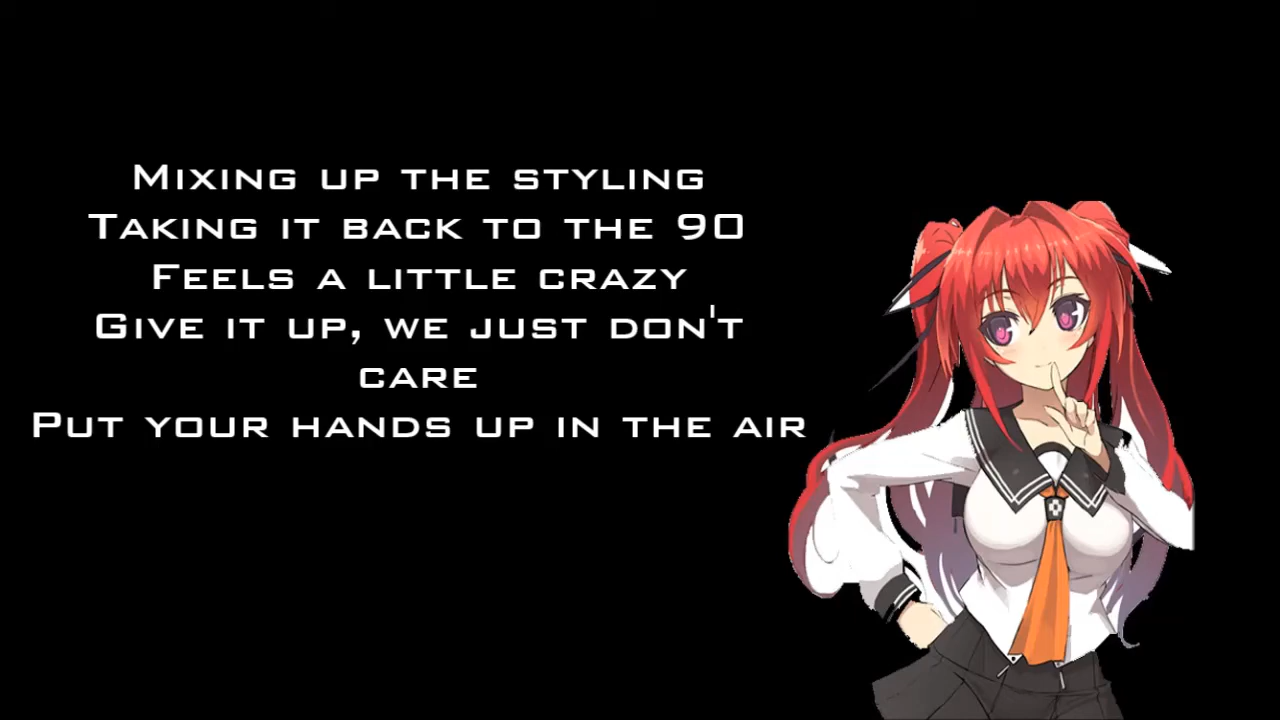 Mixing up the styling
Taking it back to the 90
Feels a little crazy
Give it up, we just don't
care
Put your hands up in the air